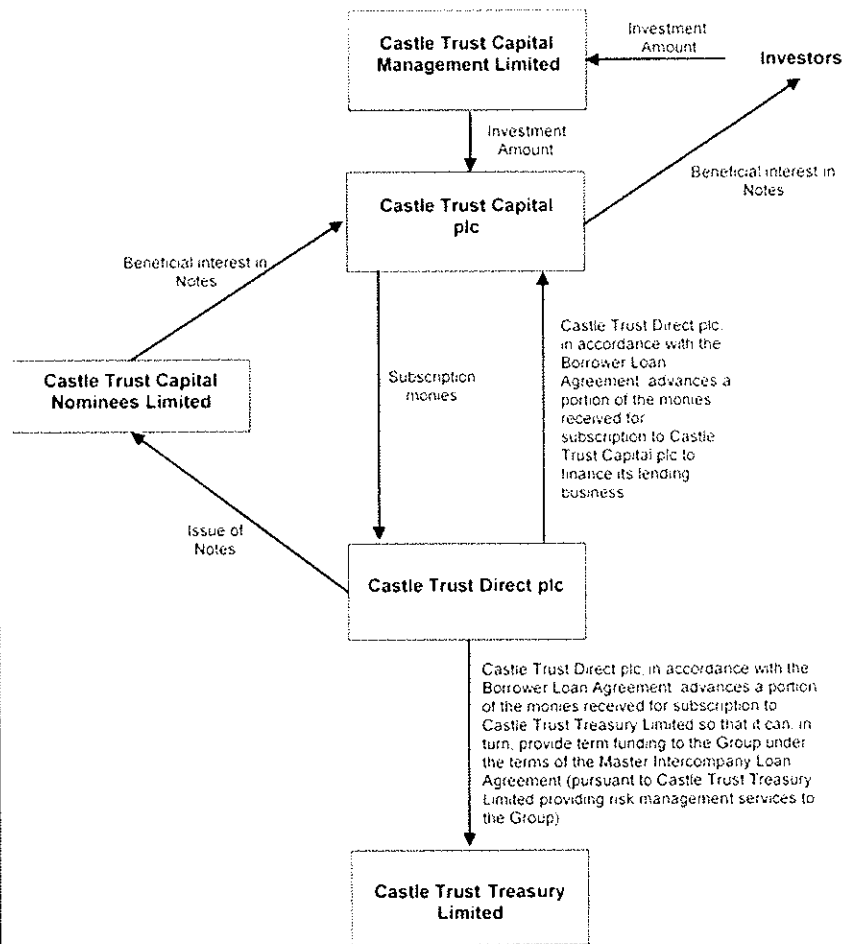 Castle Trust Capital
Management Limited
Investment
Amount
Investors
Investment
Amount
Castle Trust Capital
plc
Beneficial interest in
Notes
Beneficial interest in
Notes
Castle Trust Capital
Nominees Limited
Subscription
monies
Castle Trust Direct plc,
in accordance with the
Borrower Loan
Agreement, advances a
portion of the monies
received for
subscription to Castle
Trust Capital plc to
finance its lending
business
Issue of
Notes
Castle Trust Direct plc
Castle Trust Direct plc, in accordance with the
Borrower Loan Agreement, advances a portion
of the monies received for subscription to
Castle Trust Treasury Limited so that it can, in
turn, provide term funding to the Group under
the terms of the Master Intercompany Loan
Agreement (pursuant to Castle Trust Treasury
Limited providing risk management services to
the Group)
Castle Trust Treasury
Limited